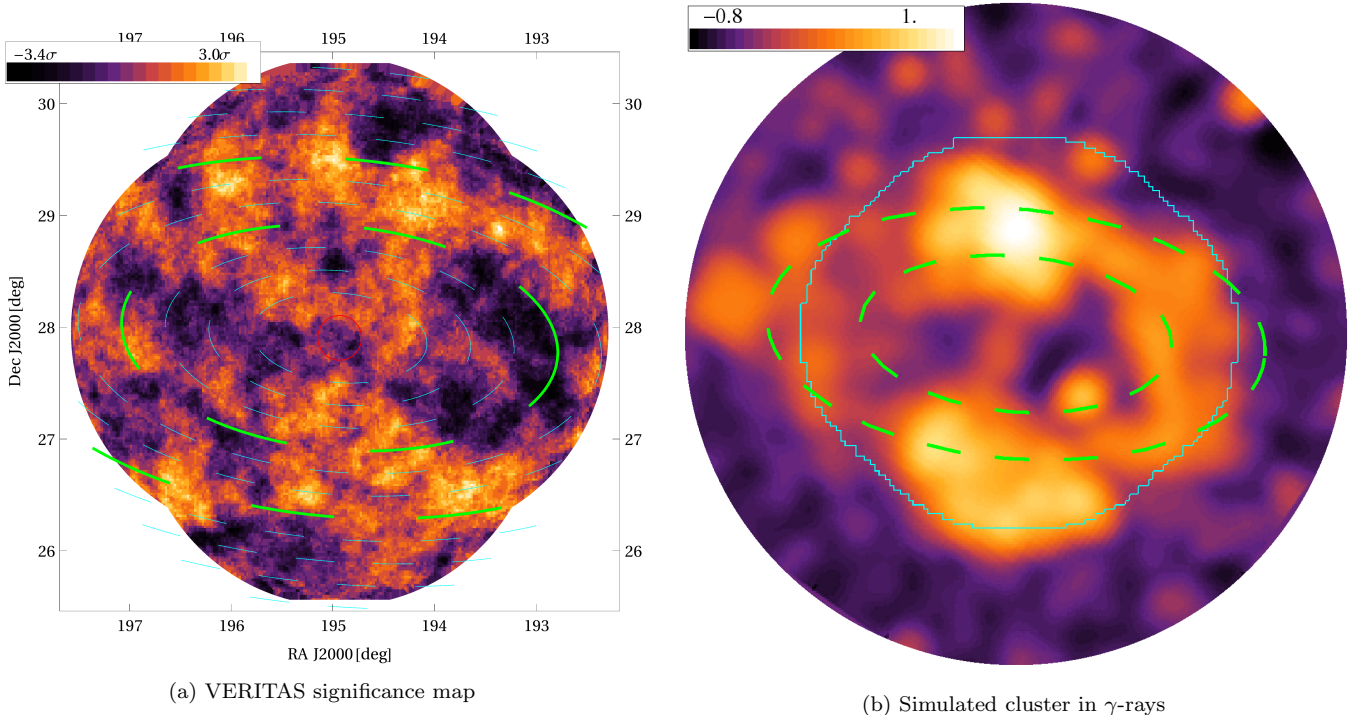 197 196 195 194 193
−3.4σ 3.0σ
30 30
29 29
28 28
27 27
26 26
197 196 195 194 193
Dec J2000[deg]
RA J2000[deg]
(a) VERITAS significance map
−0.8 1.
(b) Simulated cluster in γ-rays